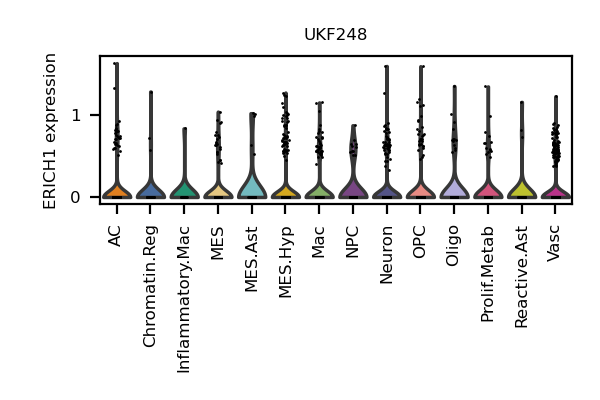 UKF248
ERICH1 expression
1
0
AC
Chromatin.Reg
Inflammatory.Mac
MES
MES.Ast
MES.Hyp
Mac
NPC
Neuron
OPC
Oligo
Prolif.Metab
Reactive.Ast
Vasc